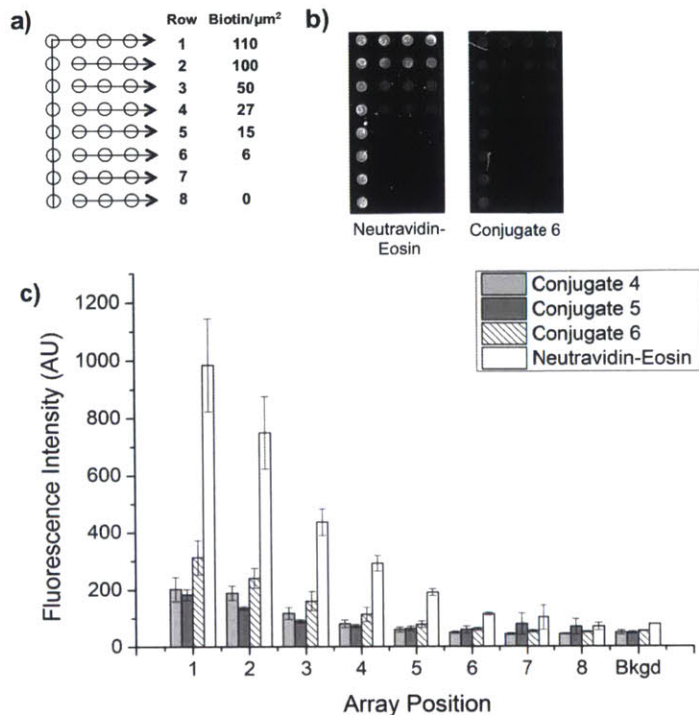 a)
Row Biotin/µm²
1 110
2 100
3 50
4 27
5 15
6 6
7
8 0
b)
Neutravidin-
Eosin
Conjugate 6
c)
Conjugate 4
Conjugate 5
Conjugate 6
Neutravidin-Eosin
Fluorescence Intensity (AU)
1200
1000
800
600
400
200
0
1 2 3 4 5 6 7 8 Bkgd
Array Position